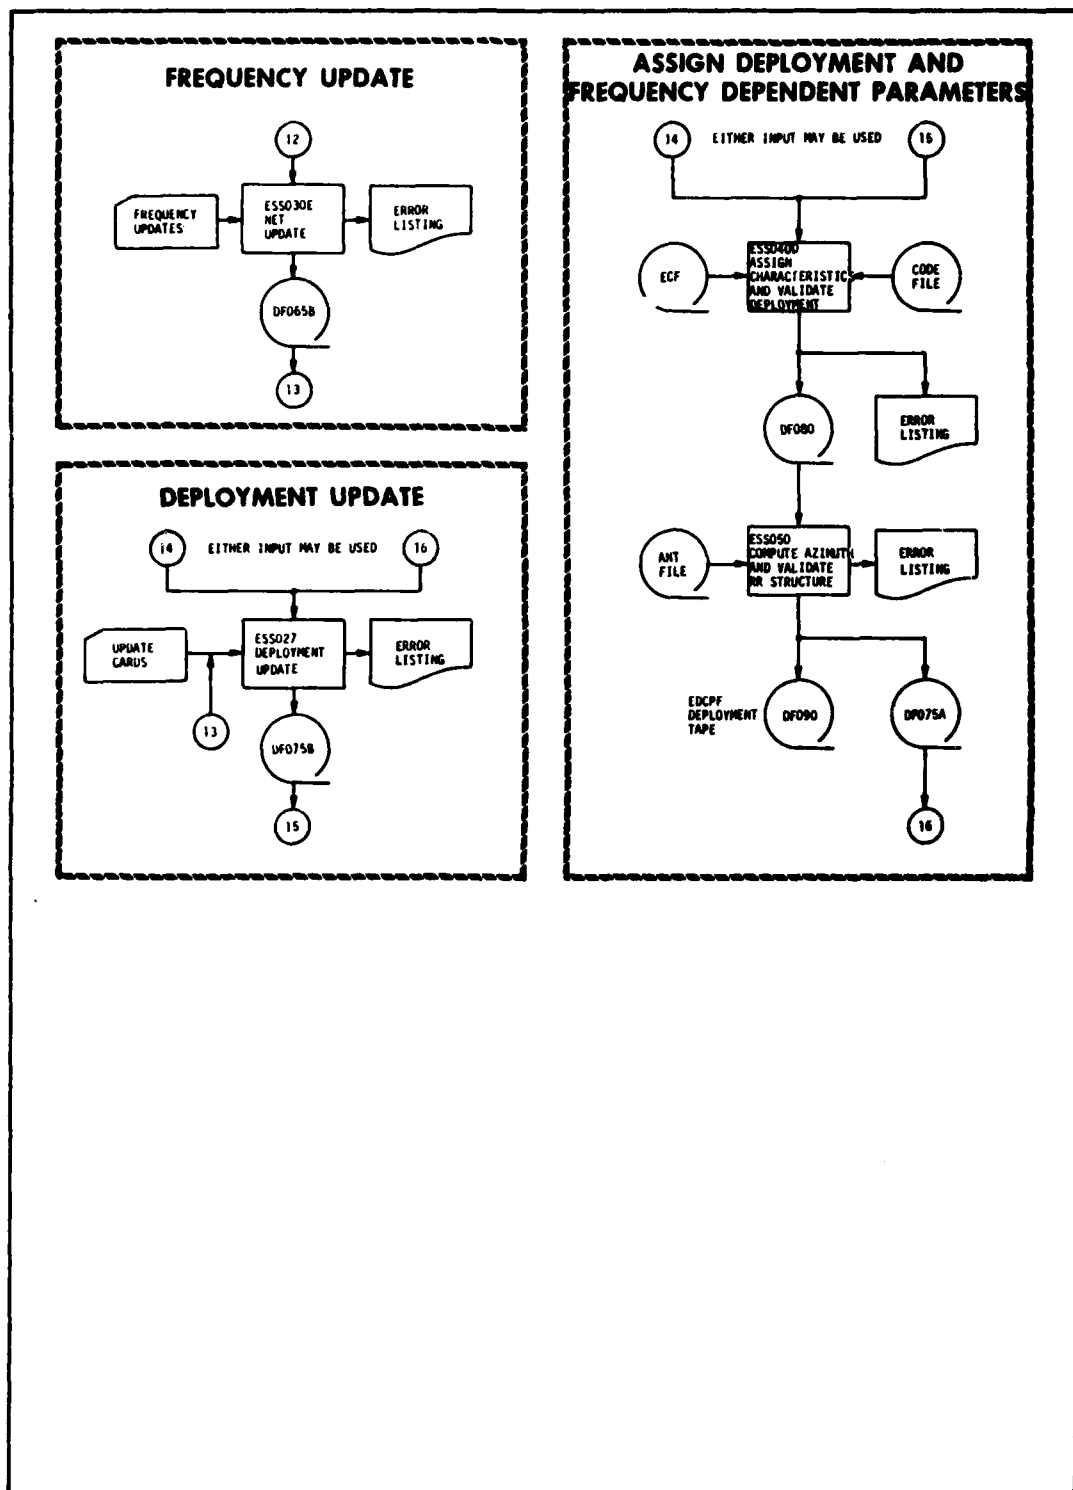 FREQUENCY UPDATE
12
FREQUENCY
UPDATES
ESS030E
NET
UPDATE
ERROR
LISTING
DF065B
13
DEPLOYMENT UPDATE
14
EITHER INPUT MAY BE USED
16
UPDATE
CARDS
ESS027
DEPLOYMENT
UPDATE
ERROR
LISTING
13
DF075B
15
ASSIGN DEPLOYMENT AND
FREQUENCY DEPENDENT PARAMETERS
14
EITHER INPUT MAY BE USED
15
ECF
ESS040D
ASSIGN
CHARACTERISTICS
AND VALIDATE
DEPLOYMENT
CODE
FILE
DF080
ERROR
LISTING
ANT
FILE
ESS050
COMPUTE AZIMUTH
AND VALIDATE
RR STRUCTURE
ERROR
LISTING
EDCPF
DEPLOYMENT
TAPE
DF090
DF075A
16